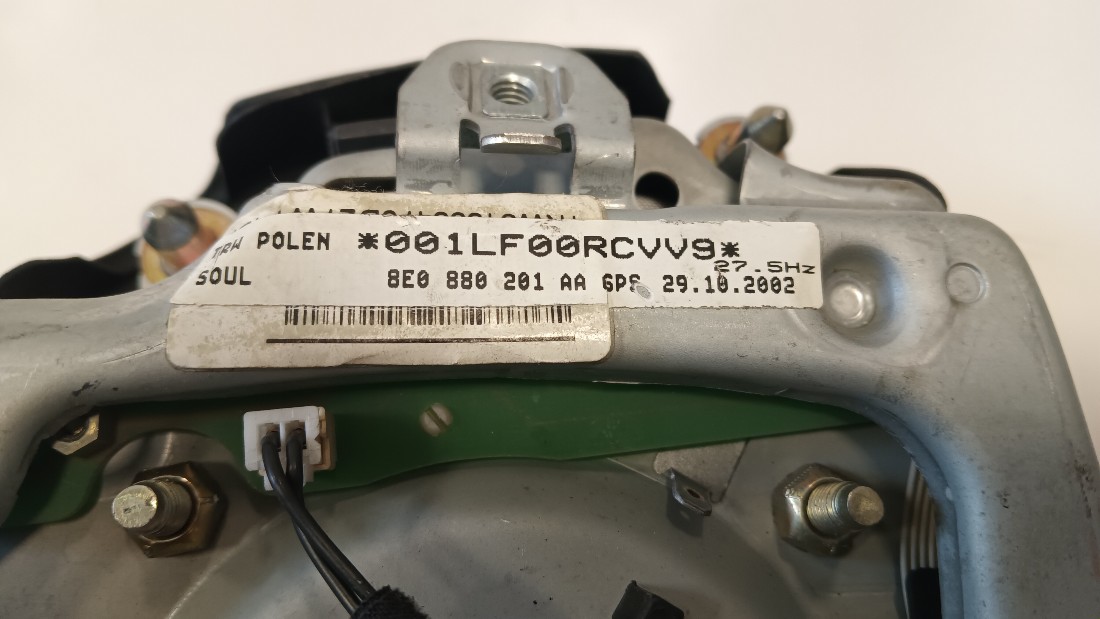 TRW POLEN *001LF00RCVV9*
27.5Hz
SOUL 8E0 880 201 AA GPS 29.10.2002